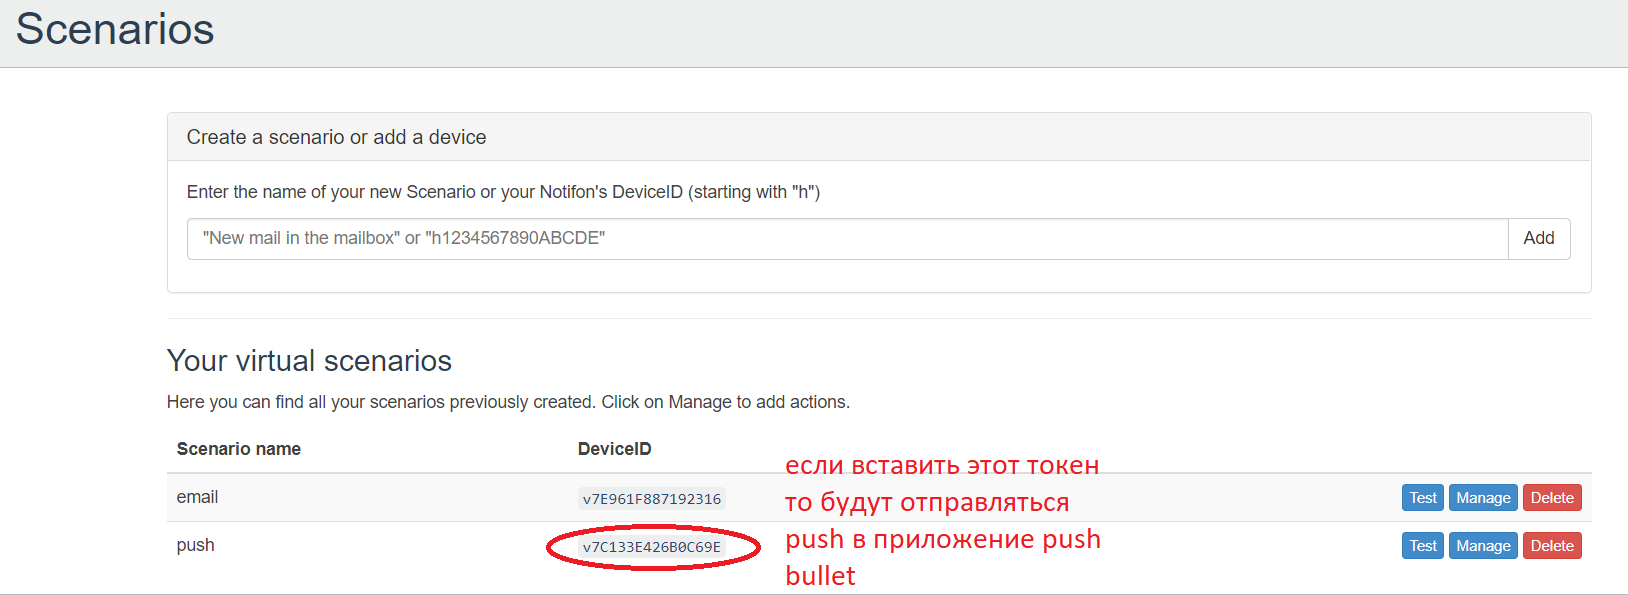 Scenarios
Create a scenario or add a device
Enter the name of your new Scenario or your Notifon's DeviceID (starting with "h")
"New mail in the mailbox" or "h1234567890ABCDE"
Add
Your virtual scenarios
Here you can find all your scenarios previously created. Click on Manage to add actions.
Scenario name DeviceID
email v7E961F887192316 Test Manage Delete
push v7C133E426B0C69E Test Manage Delete
если вставить этот токен
то будут отправляться
push в приложение push
bullet